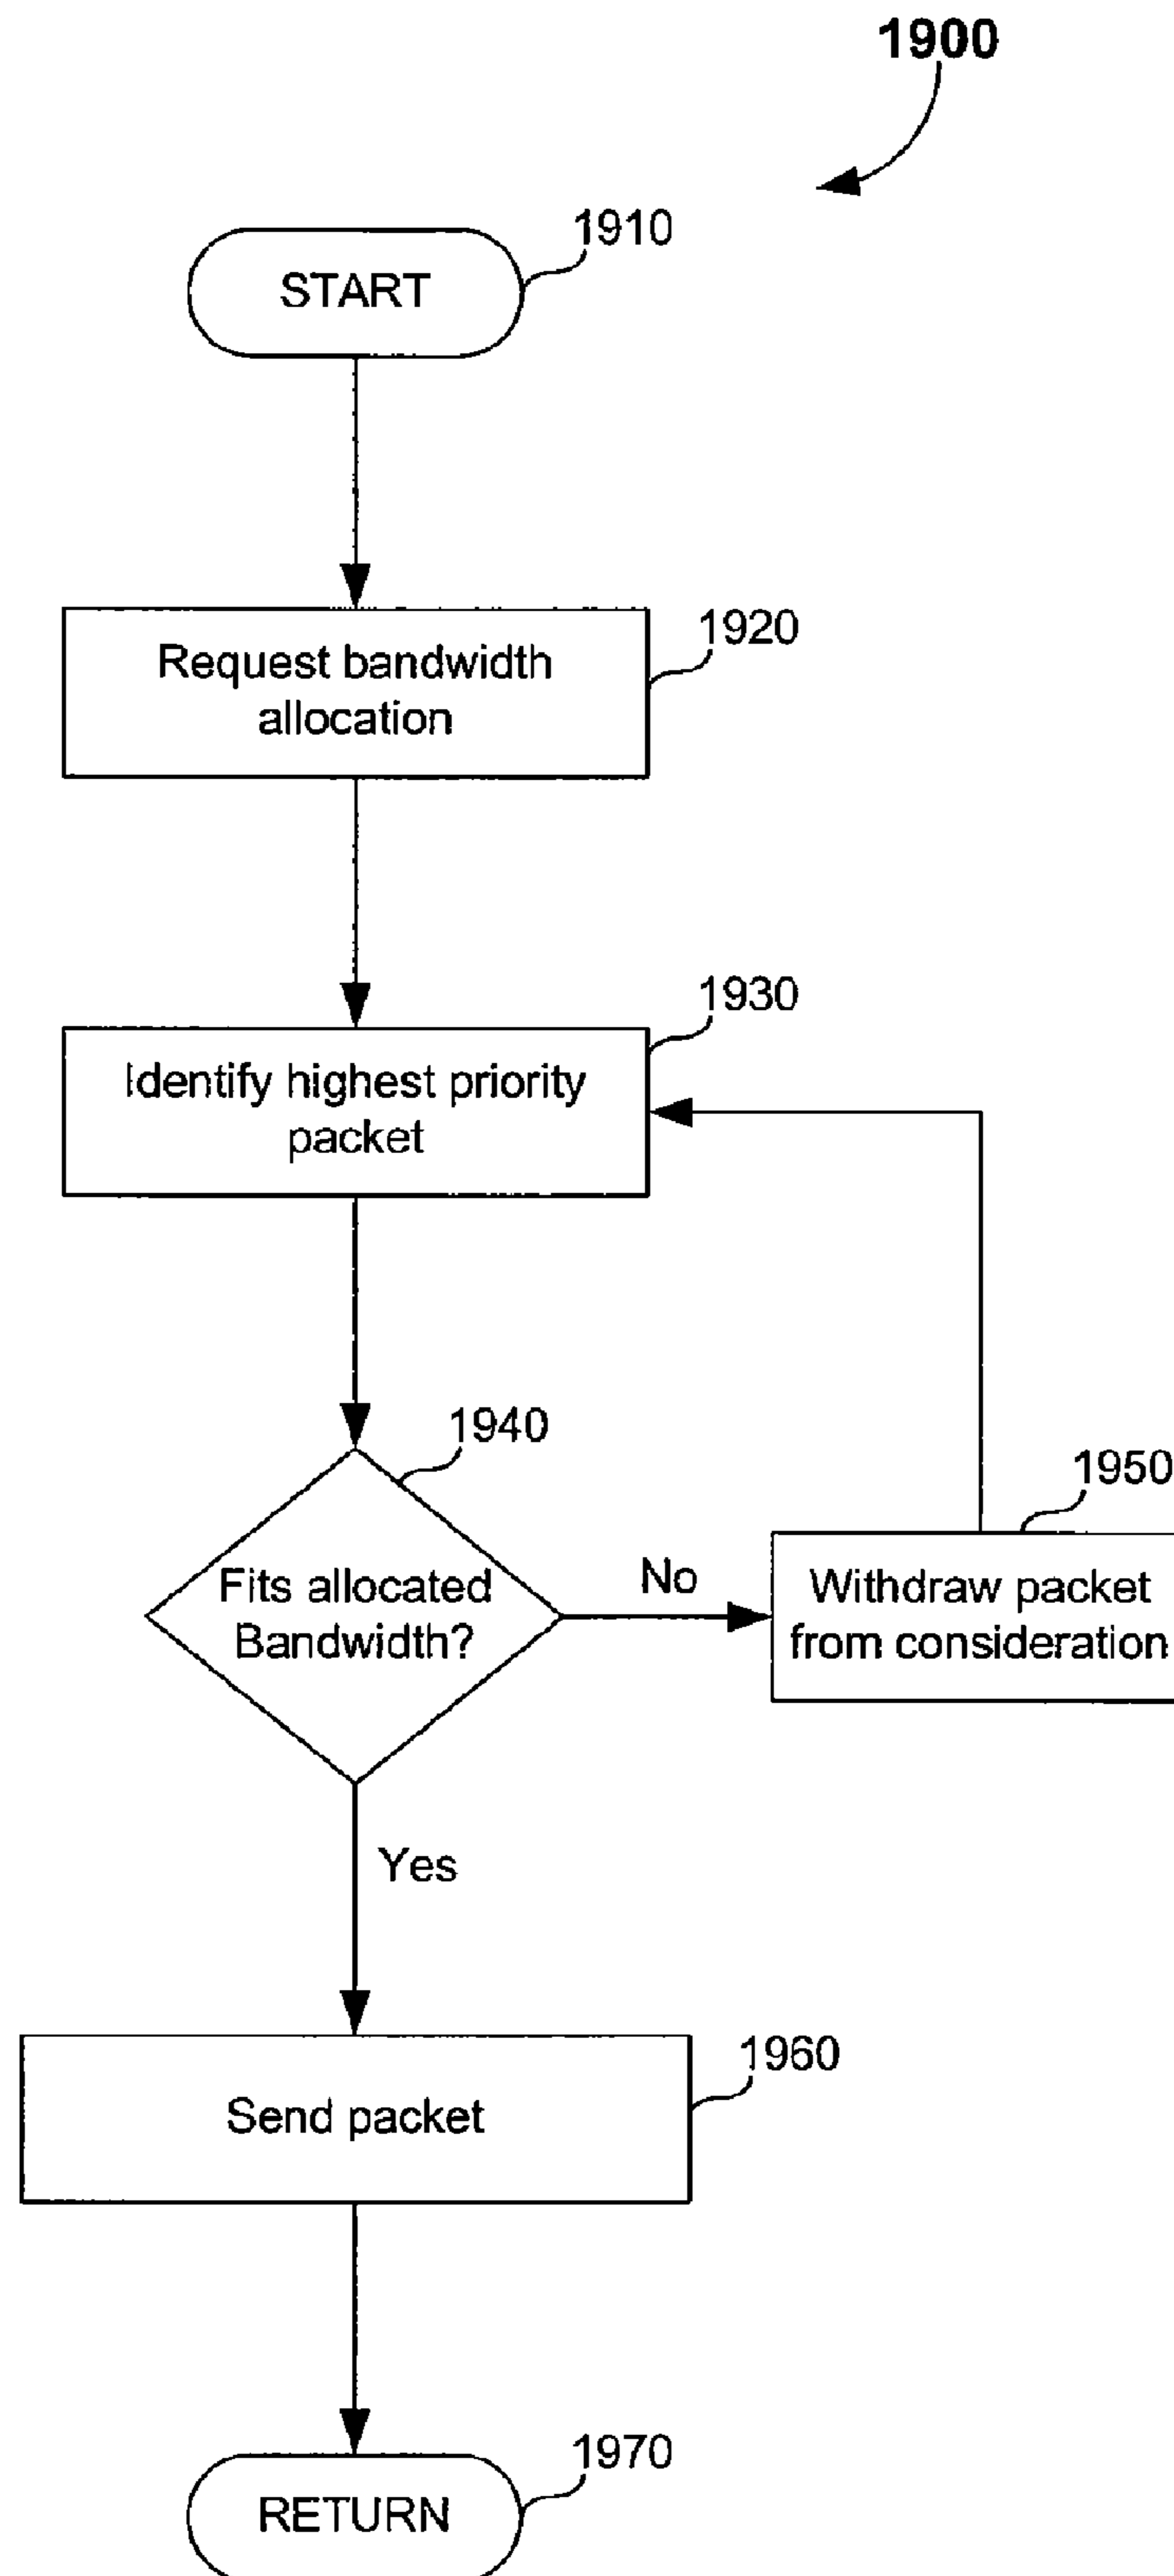 1900
1910
START
1920
Request bandwidth
allocation
1930
Identify highest priority
packet
1940
Fits allocated
Bandwidth?
No
1950
Withdraw packet
from consideration
Yes
1960
Send packet
1970
RETURN